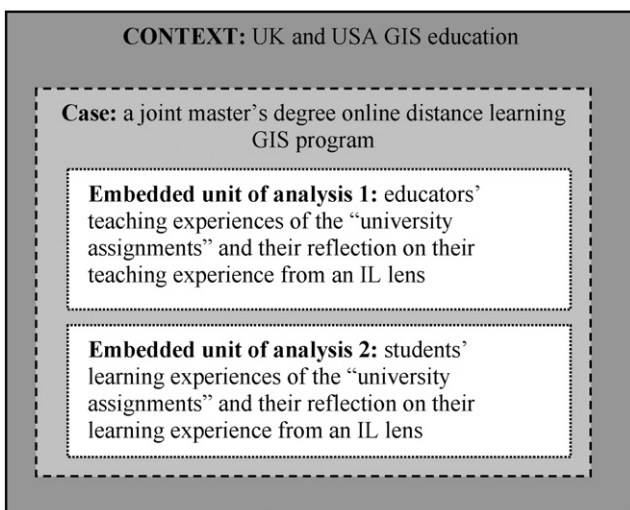 CONTEXT: UK and USA GIS education
Case: a joint master's degree online distance learning
GIS program
Embedded unit of analysis 1: educators'
teaching experiences of the “university
assignments” and their reflection on their
teaching experience from an IL lens
Embedded unit of analysis 2: students'
learning experiences of the “university
assignments” and their reflection on their
learning experience from an IL lens